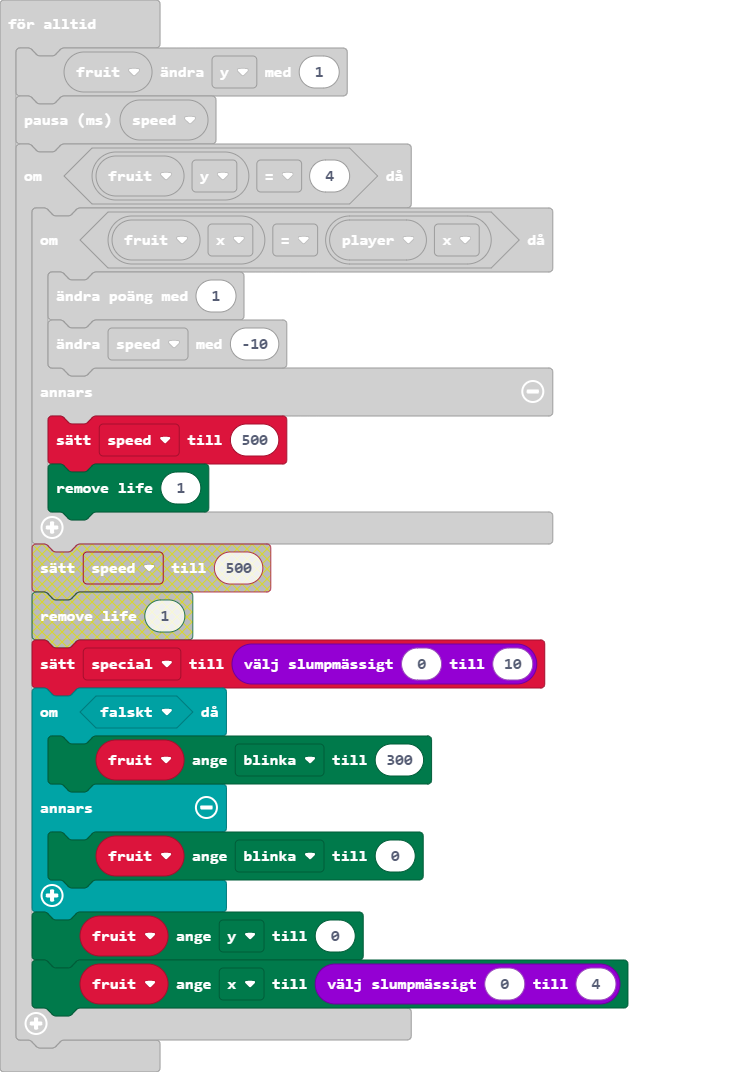 för alltid
fruit ändra y med 1
pausa (ms) speed
om fruit y = 4 då
om fruit x = player x då
ändra poäng med 1
ändra speed med -10
annars
sätt speed till 500
remove life 1
sätt speed till 500
remove life 1
sätt special till välj slumpmässigt 0 till 10
om falskt då
fruit ange blinka till 300
annars
fruit ange blinka till 0
fruit ange y till 0
fruit ange x till välj slumpmässigt 0 till 4